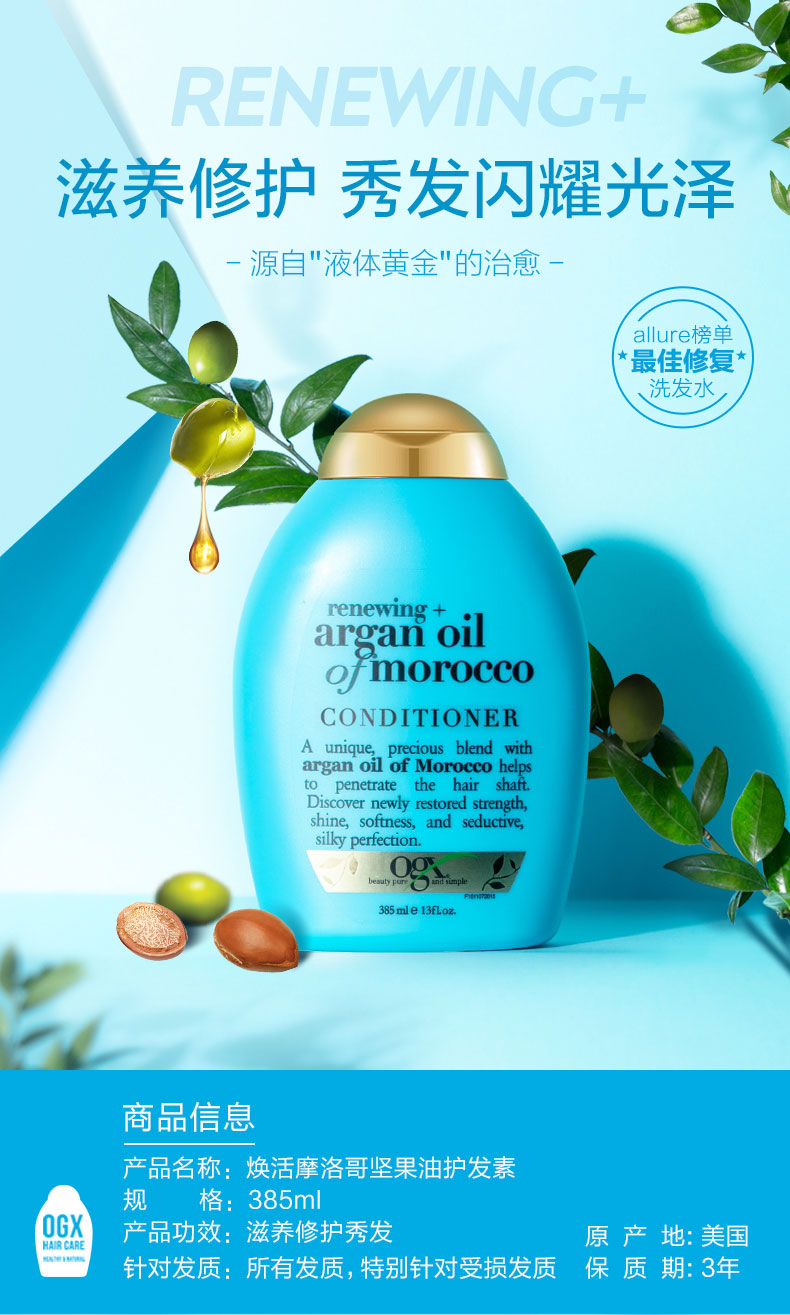 RENEWING+
滋养修护 秀发闪耀光泽
- 源自"液体黄金"的治愈 -
allure榜单
★最佳修复★
洗发水
renewing +
argan oil
of morocco
CONDITIONER
A unique, precious blend with
argan oil of Morocco helps
to penetrate the hair shaft.
Discover newly restored strength,
shine, softness, and seductive,
silky perfection.
ogx®
beauty pure and simple
385 ml e 13fl.oz.
商品信息
产品名称：焕活摩洛哥坚果油护发素
规 格：385ml
产品功效：滋养修护秀发
针对发质：所有发质，特别针对受损发质
原 产 地: 美国
保 质 期: 3年
OGX
HAIR CARE
HEALTHY & NATURAL